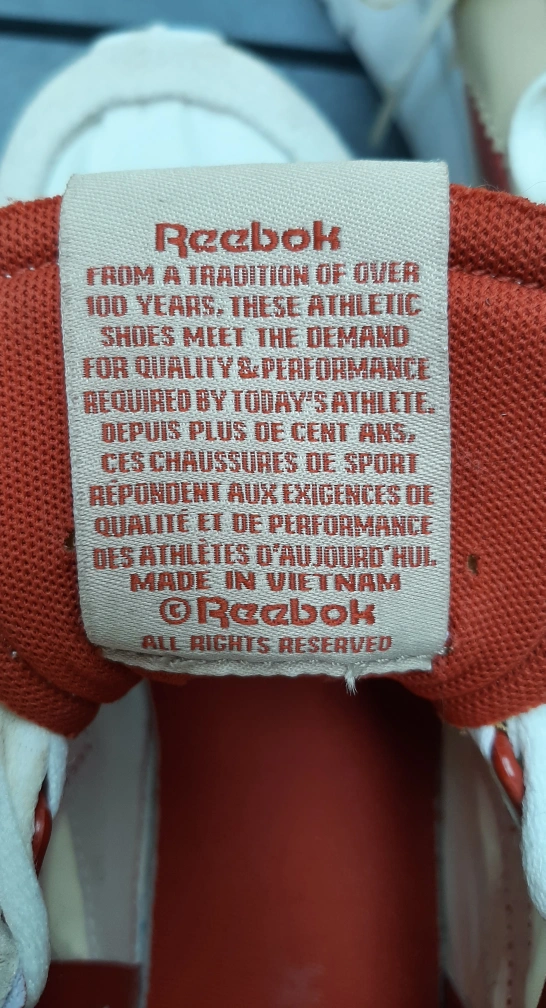 Reebok
FROM A TRADITION OF OVER
100 YEARS, THESE ATHLETIC
SHOES MEET THE DEMAND
FOR QUALITY & PERFORMANCE
REQUIRED BY TODAY'S ATHLETE.
DEPUIS PLUS DE CENT ANS,
CES CHAUSSURES DE SPORT
RÉPONDENT AUX EXIGENCES DE
QUALITÉ ET DE PERFORMANCE
DES ATHLÈTES D'AUJOURD'HUI.
MADE IN VIETNAM
©Reebok
ALL RIGHTS RESERVED